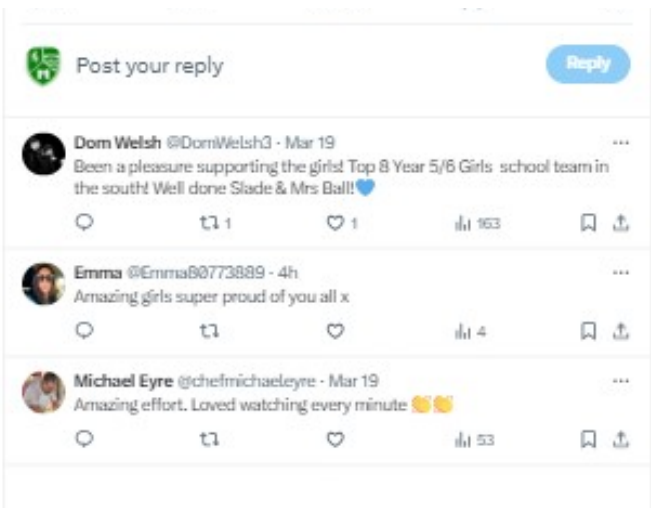 Post your reply
Reply
Dom Welsh @DomWelsh3 · Mar 19
Been a pleasure supporting the girls! Top 8 Year 5/6 Girls school team in
the south! Well done Slade & Mrs Ball!💙
1 1 163
Emma @Emma80773889 · 4h
Amazing girls super proud of you all x
4
Michael Eyre @chefmichaeleyre · Mar 19
Amazing effort. Loved watching every minute 👏👏
53